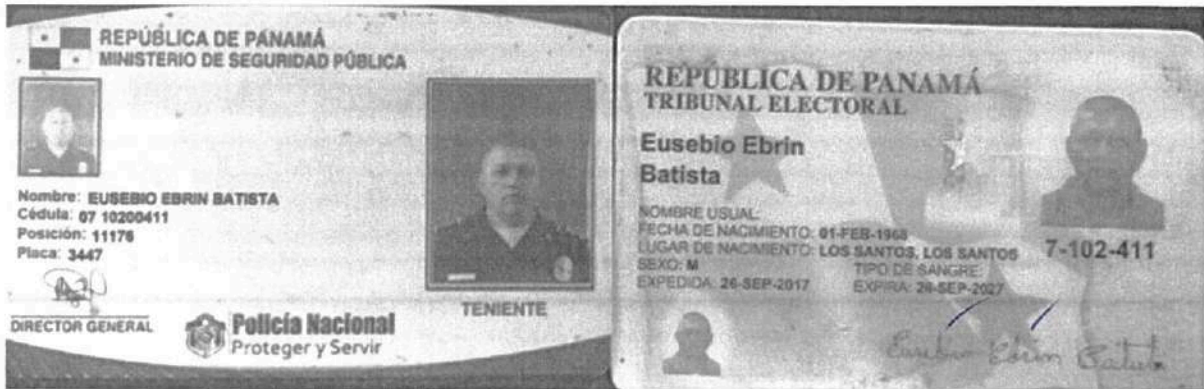 REPÚBLICA DE PANAMÁ
MINISTERIO DE SEGURIDAD PÚBLICA
Nombre: EUSEBIO EBRIN BATISTA
Cédula: 07 10200411
Posición: 11176
Placa: 3447
DIRECTOR GENERAL
TENIENTE
Policía Nacional
Proteger y Servir
REPÚBLICA DE PANAMÁ
TRIBUNAL ELECTORAL
Eusebio Ebrin
Batista
NOMBRE USUAL:
FECHA DE NACIMIENTO: 01-FEB-1968
LUGAR DE NACIMIENTO: LOS SANTOS, LOS SANTOS
SEXO: M TIPO DE SANGRE:
EXPEDIDA: 26-SEP-2017 EXPIRA: 26-SEP-2027
7-102-411
Eusebio Ebrin Batista